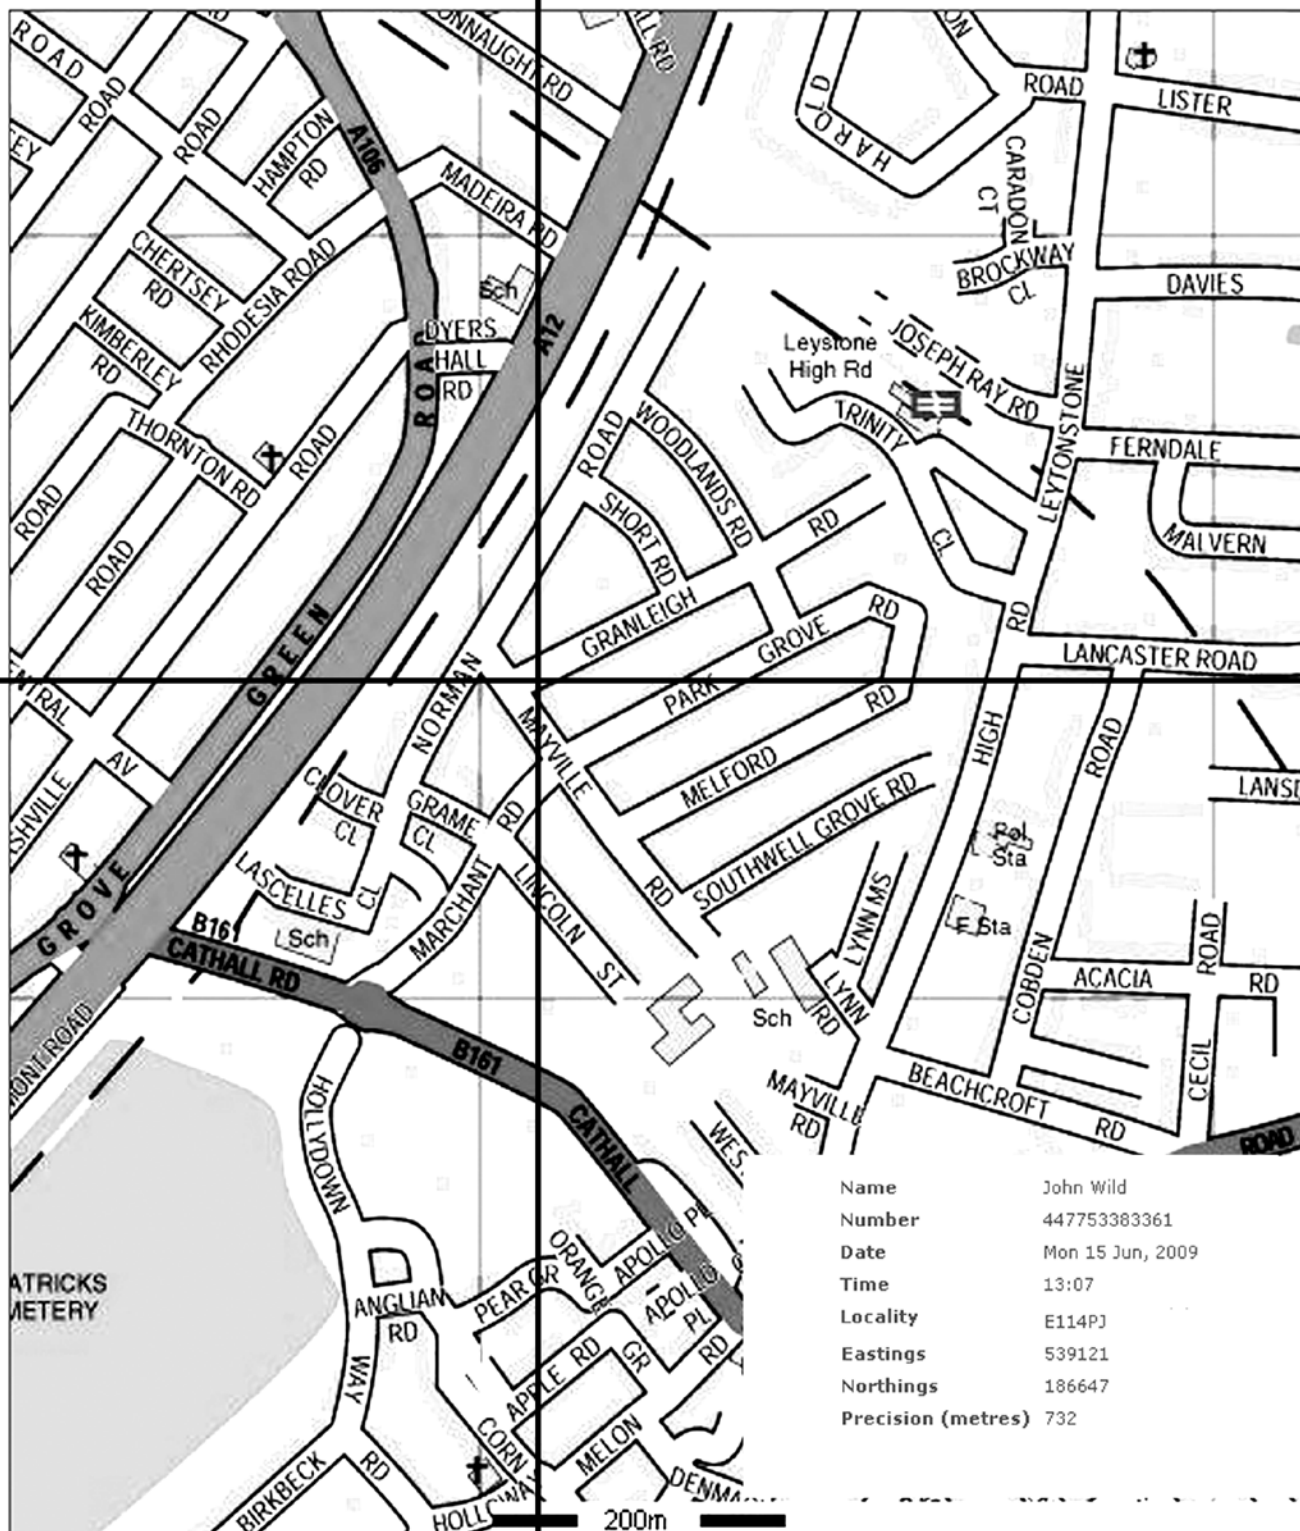 ROAD
ROAD
ROAD
HAMPTON
RD
A106
CHERTSEY
RD
KIMBERLEY
RD
RHODESIA ROAD
THORNTON RD
ROAD
ROAD
ROAD
MADEIRA RD
Sch
DYERS
HALL
RD
ROAD
A12
HAROLD
ROAD
LISTER
CARADON
CT
BROCKWAY
CL
DAVIES
Leystone
High Rd
JOSEPH RAY RD
TRINITY
CL
LEYTONSTONE
FERNDALE
MALVERN
ROAD
WOODLANDS RD
SHORT RD
RD
GRANLEIGH
GROVE
RD
PARK
RD
RD
LANCASTER ROAD
GREEN
AV
NORMAN
MAYVILLE
RD
MELFORD
SOUTHWELL GROVE RD
HIGH
ROAD
CLOVER
CL
GRAME
CL
RD
LASCELLES
CL
MARCHANT
LINCOLN
ST
GROVE
B161
CATHALL RD
Sch
Pol
Sta
F Sta
LYNN MS
LYNN
RD
Sch
COBDEN
ACACIA
ROAD
RD
CECIL
B161
CATHALL
MAYVILLE
RD
BEACHCROFT
RD
ROAD
HOLLYDOWN
WAY
ANGLIAN
RD
PEAR GR
ORANGE
GR
APOLLO PL
APOLLO
PL
APPLE RD
RD
CORN
MELON
BIRKBECK
RD
200m
Name John Wild
Number 447753383361
Date Mon 15 Jun, 2009
Time 13:07
Locality E114PJ
Eastings 539121
Northings 186647
Precision (metres) 732